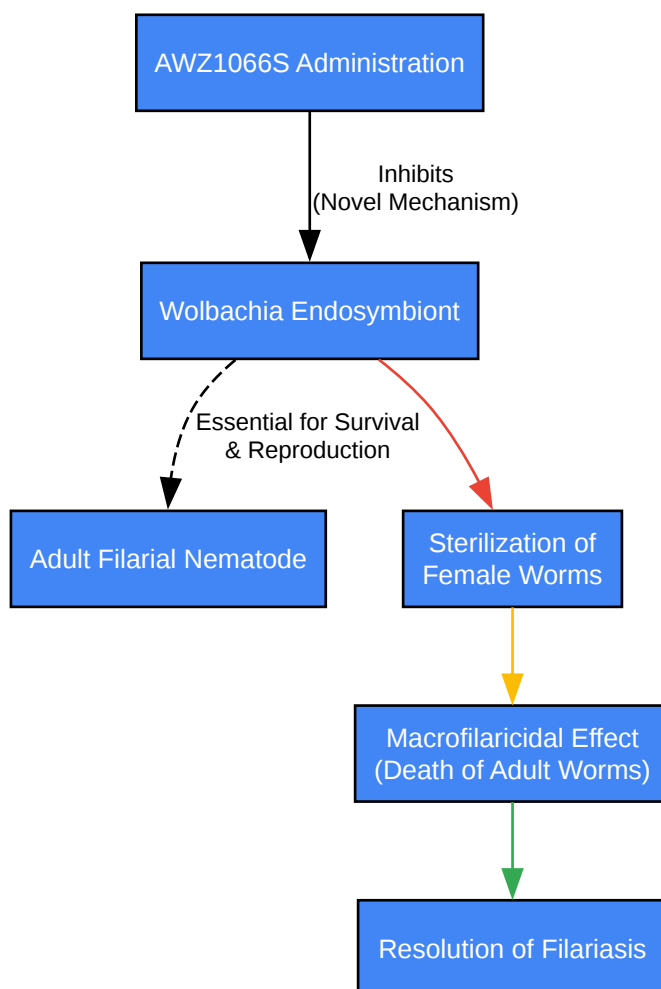 AWZ1066S Administration
Inhibits
(Novel Mechanism)
Wolbachia Endosymbiont
Essential for Survival
& Reproduction
Adult Filarial Nematode
Sterilization of
Female Worms
Macrofilaricidal Effect
(Death of Adult Worms)
Resolution of Filariasis